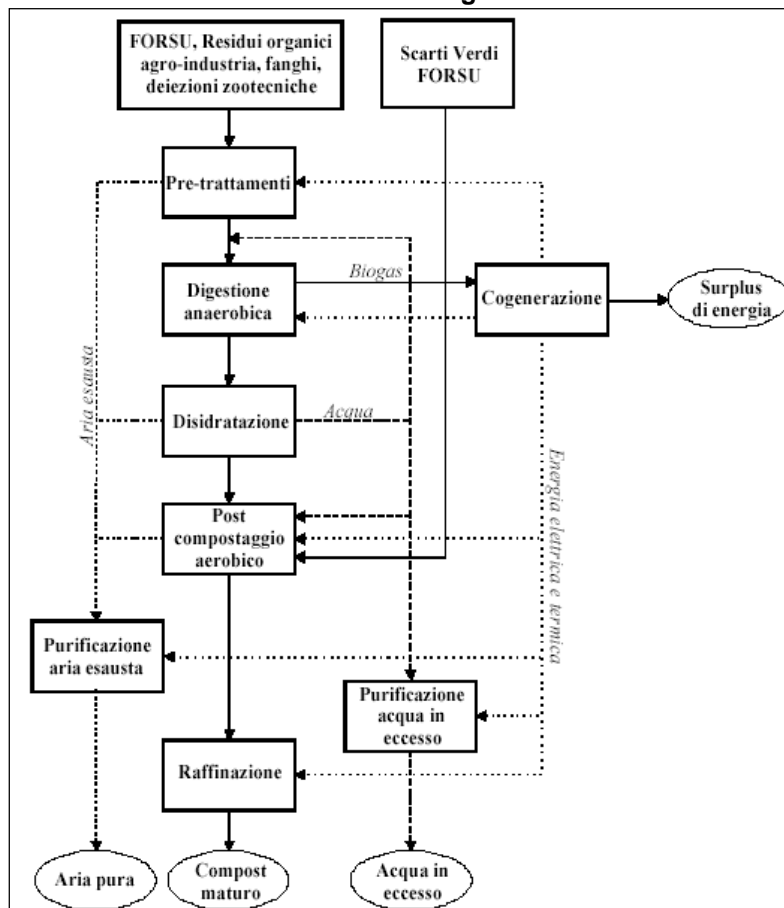 FORSU, Residui organici
agro-industria, fanghi,
deiezioni zootecniche
Scarti Verdi
FORSU
Pre-trattamenti
Biogas
Digestione
anaerobica
Cogenerazione
Surplus
di energia
Aria esausta
Disidratazione
Acqua
Energia elettrica e termica
Post
compostaggio
aerobico
Purificazione
aria esausta
Purificazione
acqua in
eccesso
Raffinazione
Aria pura
Compost
maturo
Acqua in
eccesso